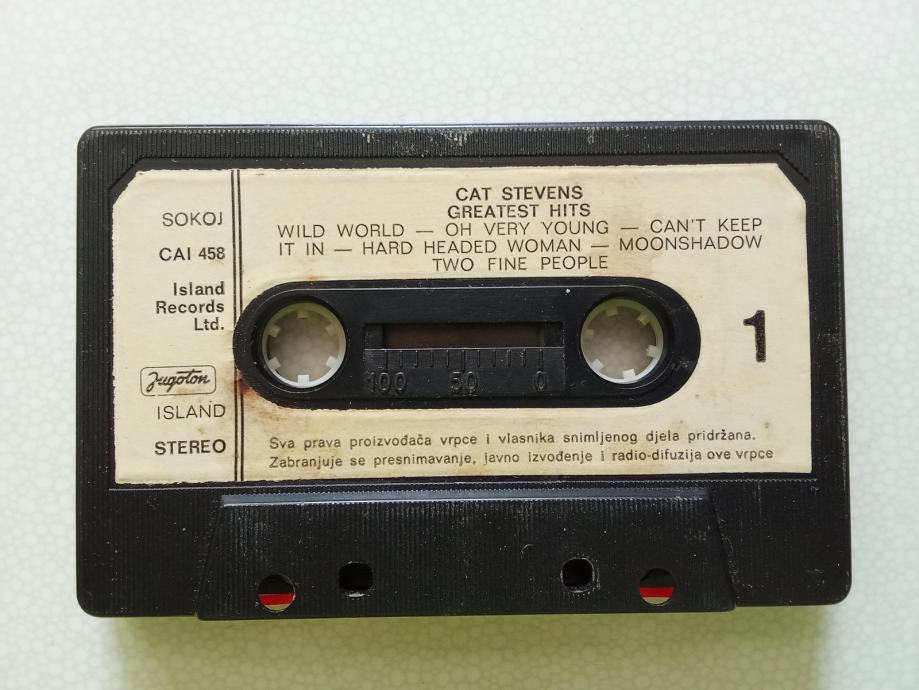 SOKOJ
CAI 458
Island
Records
Ltd.
Jugoton
ISLAND
STEREO
CAT STEVENS
GREATEST HITS
WILD WORLD — OH VERY YOUNG — CAN'T KEEP
IT IN — HARD HEADED WOMAN — MOONSHADOW
TWO FINE PEOPLE
1
100 50 0
Sva prava proizvođača vrpce i vlasnika snimljenog djela pridržana.
Zabranjuje se presnimavanje, javno izvođenje i radio-difuzija ove vrpce